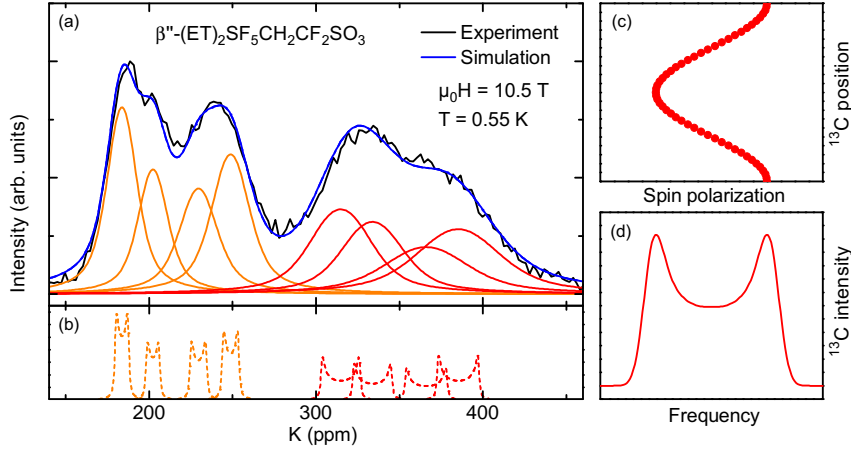 (a)
β"-(ET)₂SF₅CH₂CF₂SO₃
Experiment
Simulation
μ₀H = 10.5 T
T = 0.55 K
Intensity (arb. units)
(b)
200
300
400
K (ppm)
(c)
¹³C position
Spin polarization
(d)
¹³C intensity
Frequency